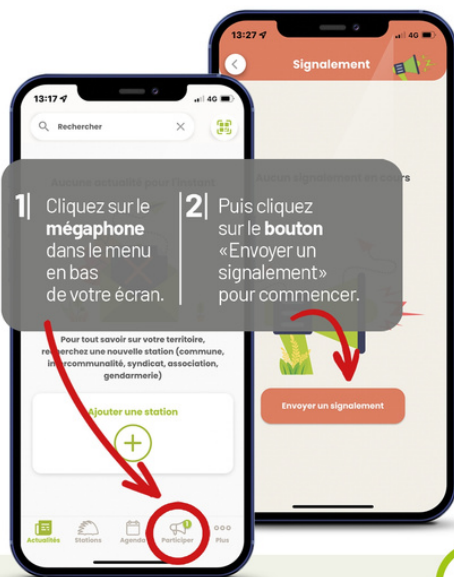 13:27
4G
Signalement
13:17
4G
Rechercher
Aucune actualité pour l'instant
Aucun signalement en cours
1| Cliquez sur le
mégaphone
dans le menu
en bas
de votre écran.
2| Puis cliquez
sur le bouton
«Envoyer un
signalement»
pour commencer.
Pour tout savoir sur votre territoire,
recherchez une nouvelle station (commune,
intercommunalité, syndicat, association,
gendarmerie)
Ajouter une station
Envoyer un signalement
1
Actualités
Stations
Agenda
Participer
Plus